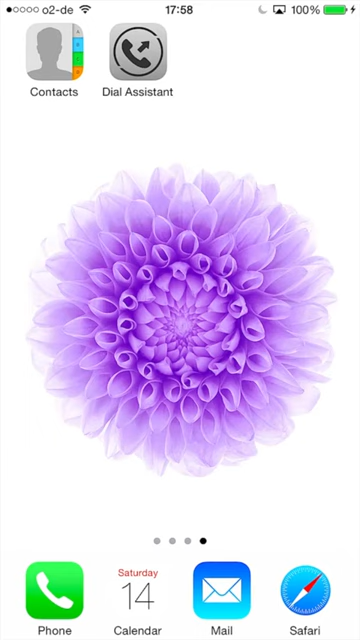 o2-de 17:58 100%
Contacts Dial Assistant
Saturday
14
Phone Calendar Mail Safari